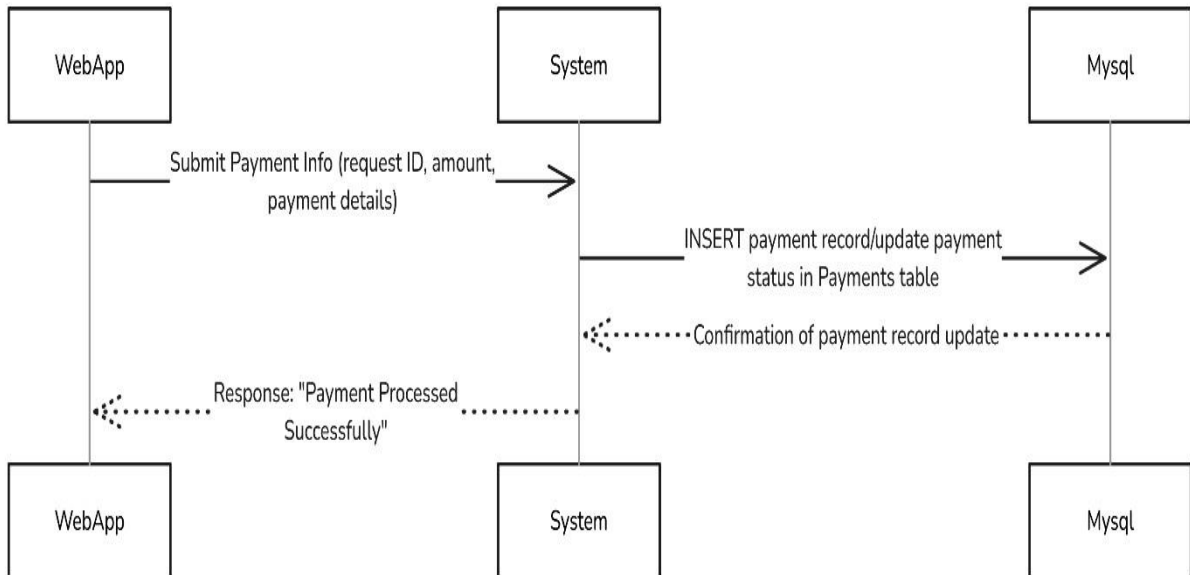 WebApp
System
Mysql
Submit Payment Info (request ID, amount,
payment details)
INSERT payment record/update payment
status in Payments table
Confirmation of payment record update
Response: "Payment Processed
Successfully"
WebApp
System
Mysql